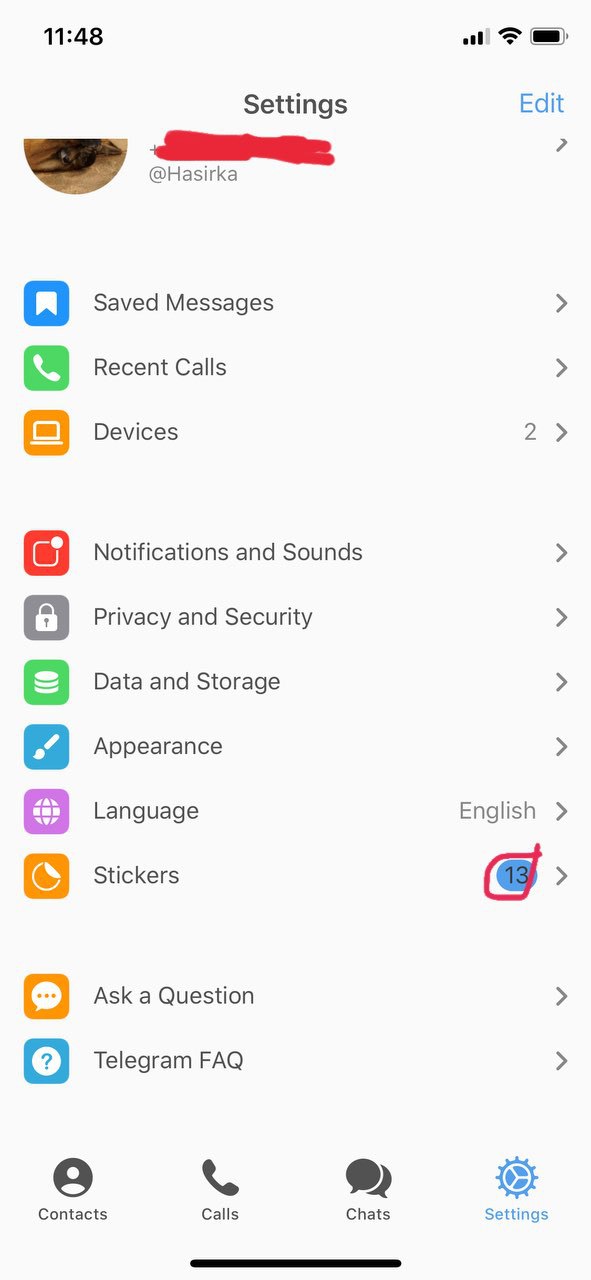 11:48
Settings
Edit
@Hasirka
Saved Messages
Recent Calls
Devices 2
Notifications and Sounds
Privacy and Security
Data and Storage
Appearance
Language English
Stickers 13
Ask a Question
Telegram FAQ
Contacts Calls Chats Settings